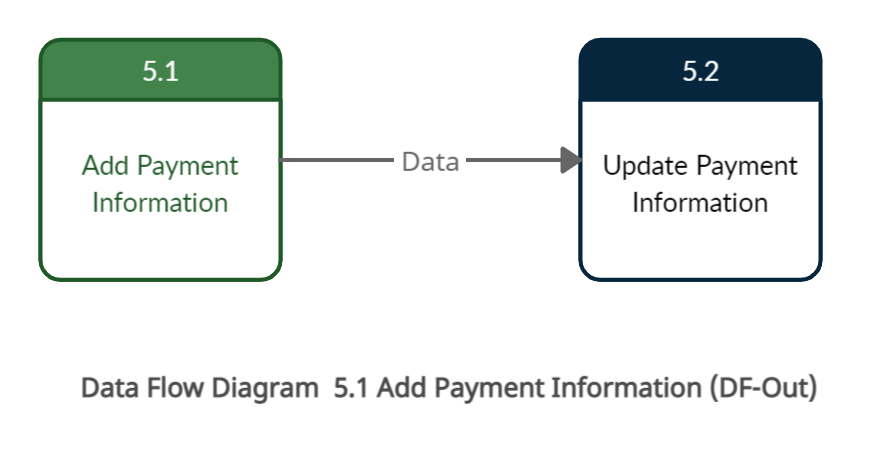 5.1
Add Payment
Information
Data
5.2
Update Payment
Information
Data Flow Diagram  5.1 Add Payment Information (DF-Out)